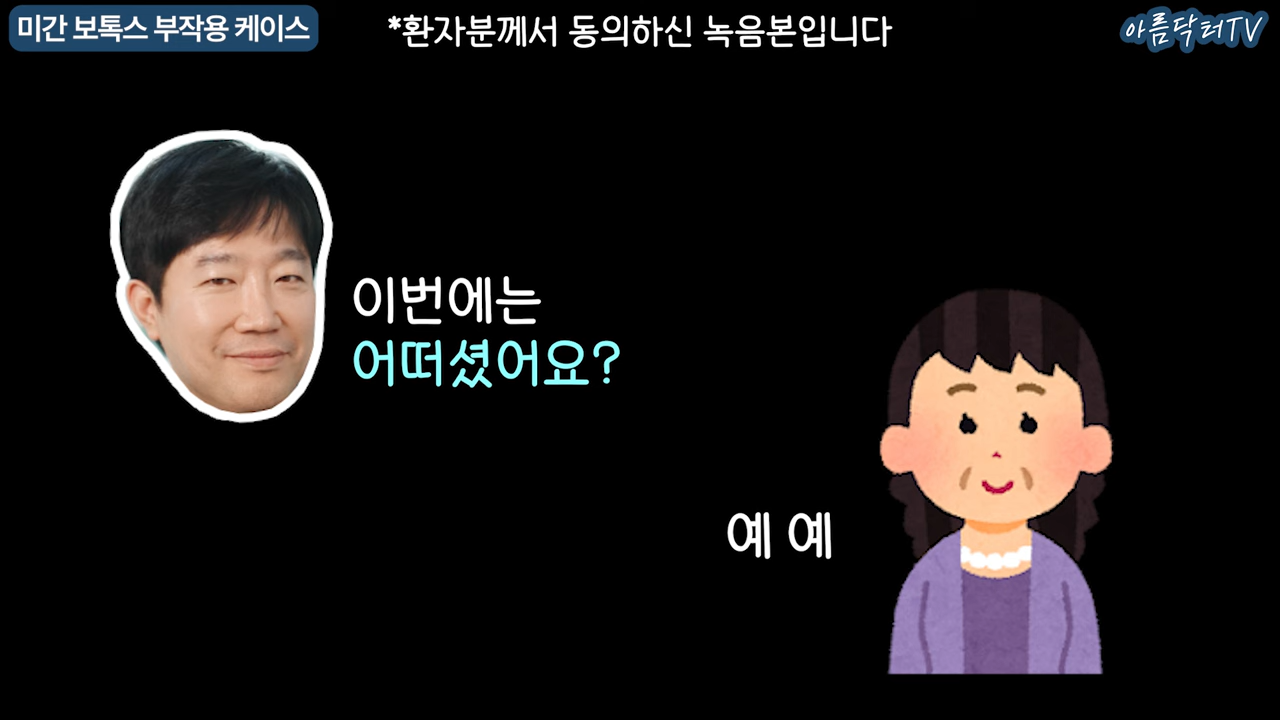 미간 보톡스 부작용 케이스
*환자분께서 동의하신 녹음본입니다
아름닥터TV
이번에는
어떠셨어요?
예 예